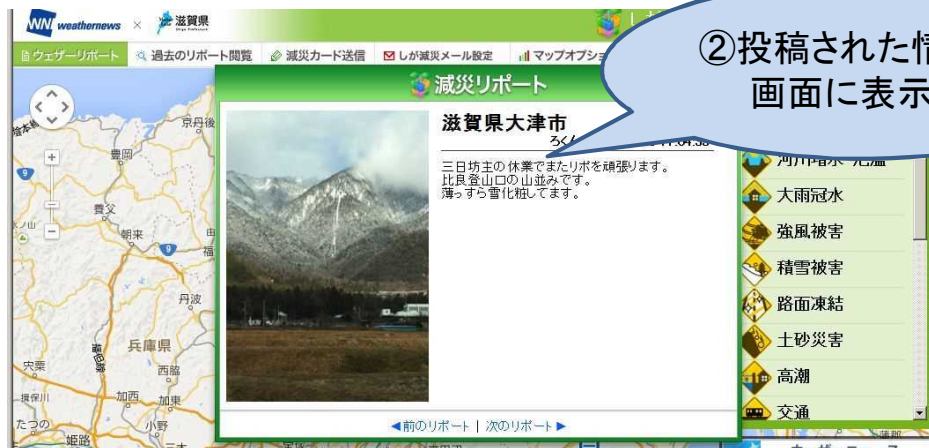 WN weathernews × 滋賀県
Shiga Prefecture
ウェザーリポート 過去のリポート閲覧 減災カード送信 しが減災メール設定 マップオプショ
②投稿された情
画面に表示
減災リポート
滋賀県大津市
三日坊主の休業でまたリポを頑張ります。
比良登山口の山並みです。
薄っすら雪化粧してます。
◀前のリポート | 次のリポート▶
大雨冠水
強風被害
積雪被害
路面凍結
土砂災害
高潮
交通
京丹後
豊岡
9
養父
朝来
9
福
丹波
兵庫県
宍粟
西脇
揖保川
加西
加東
たつの
小野
姫路